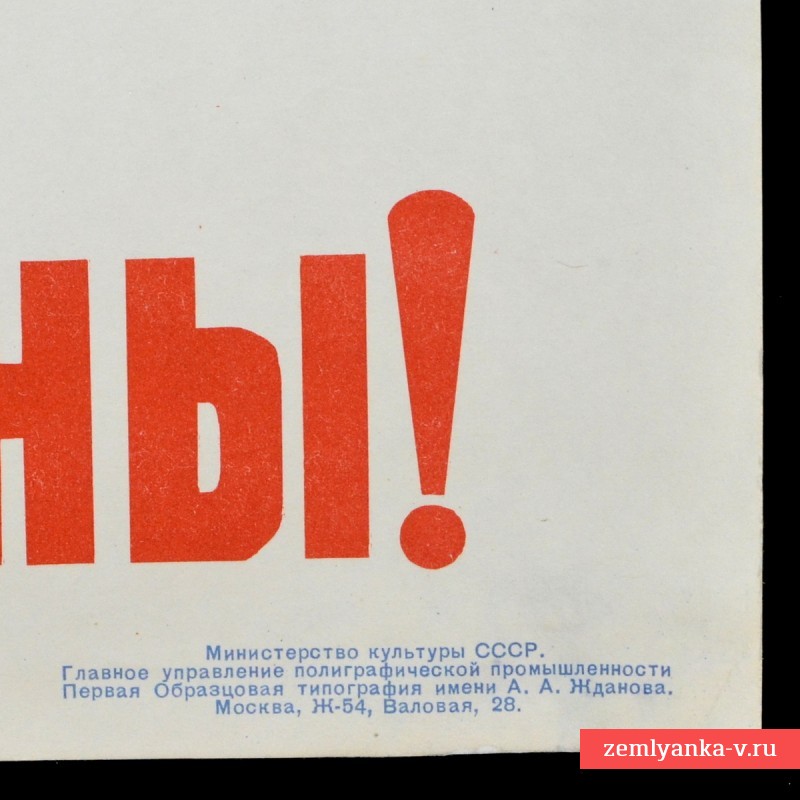 НЫ!
Министерство культуры СССР.
Главное управление полиграфической промышленности
Первая Образцовая типография имени А. А. Жданова.
Москва, Ж-54, Валовая, 28.
zemlyanka-v.ru